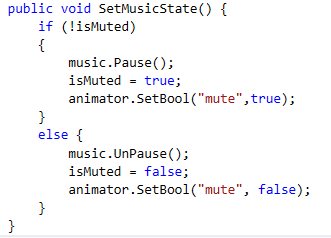 public void SetMusicState() {
    if (!isMuted)
    {
        music.Pause();
        isMuted = true;
        animator.SetBool("mute",true);
    }
    else {
        music.UnPause();
        isMuted = false;
        animator.SetBool("mute", false);
    }
}